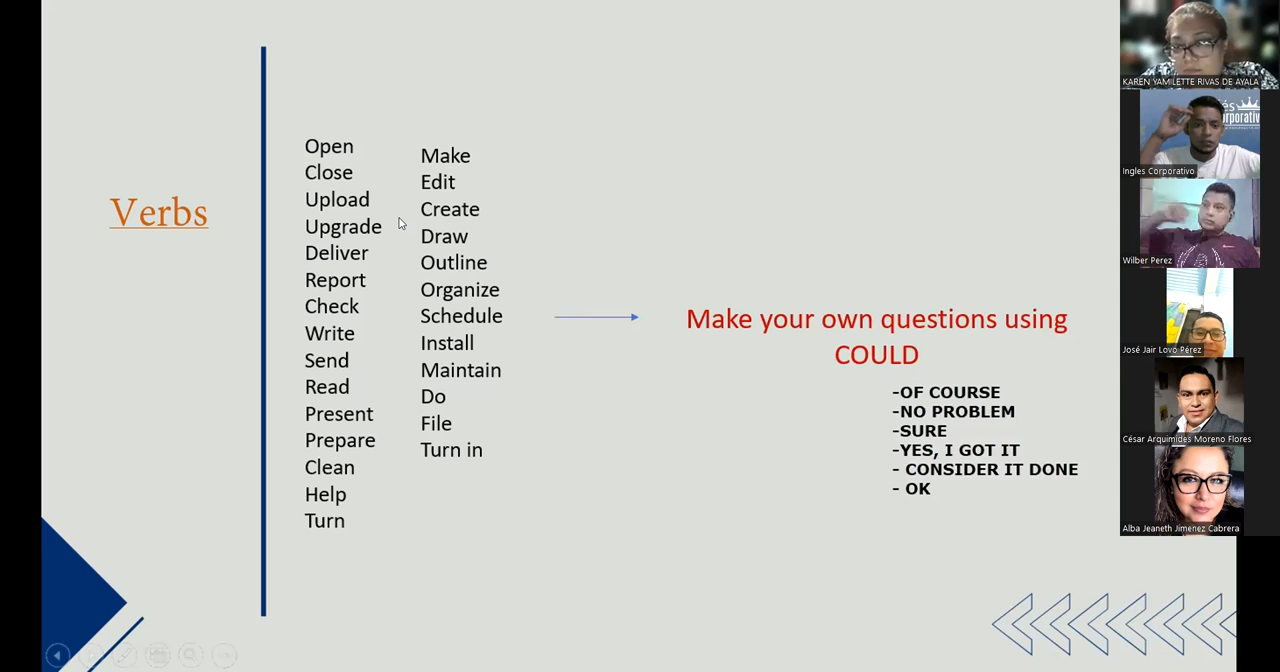 Verbs
Open
Close
Upload
Upgrade
Deliver
Report
Check
Write
Send
Read
Present
Prepare
Clean
Help
Turn
Make
Edit
Create
Draw
Outline
Organize
Schedule
Install
Maintain
Do
File
Turn in
Make your own questions using
COULD
-OF COURSE
-NO PROBLEM
-SURE
-YES, I GOT IT
- CONSIDER IT DONE
- OK
KAREN YAMILETTE RIVAS DE AYALA
Ingles Corporativo
Wilber Perez
José Jair Lovo Pérez
César Arquimides Moreno Flores
Alba Jeaneth Jimenez Cabrera